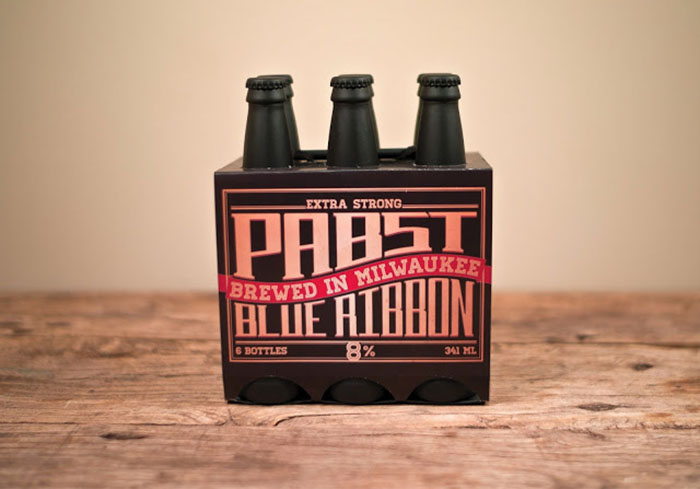 EXTRA STRONG
PABST
BREWED IN MILWAUKEE
BLUE RIBBON
6 BOTTLES 8% 341 ML